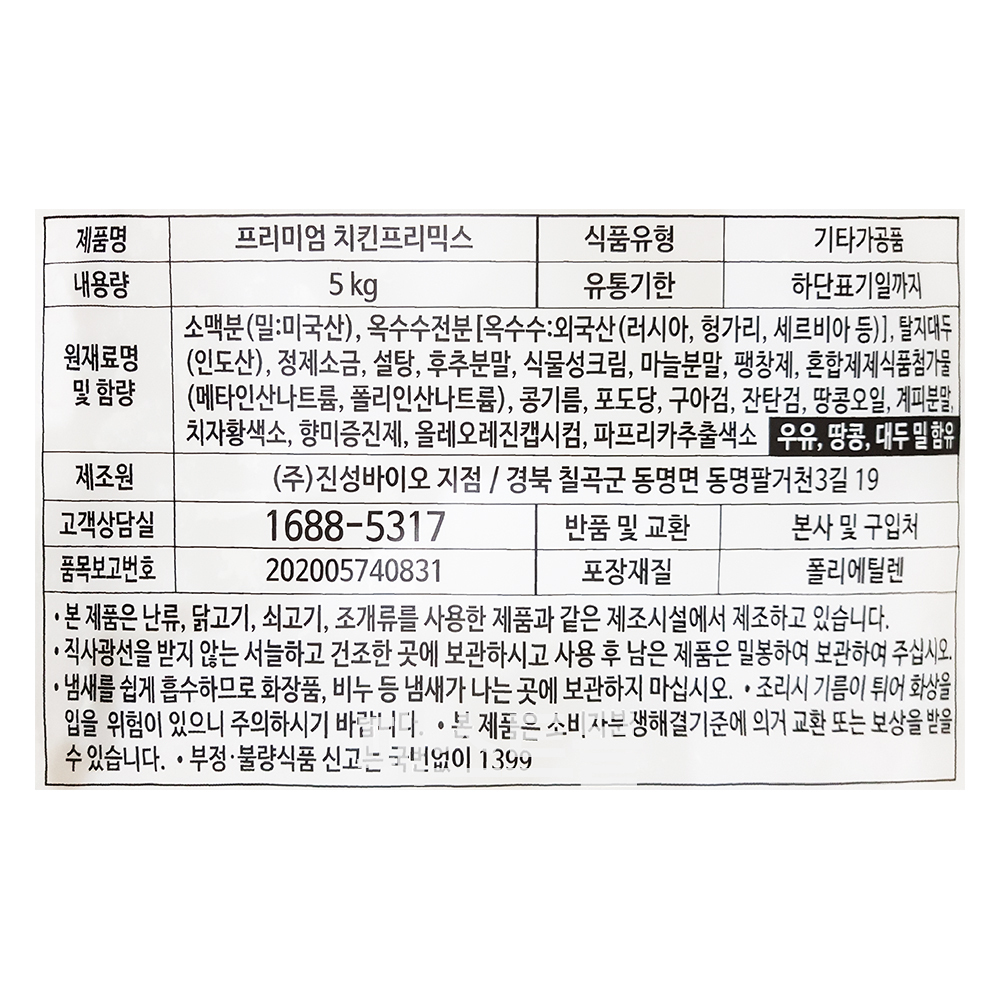 제품명 프리미엄 치킨프리믹스 식품유형 기타가공품
내용량 5 kg 유통기한 하단표기일까지
원재료명 및 함량
소맥분(밀:미국산), 옥수수전분[옥수수:외국산(러시아, 헝가리, 세르비아 등)], 탈지대두
(인도산), 정제소금, 설탕, 후추분말, 식물성크림, 마늘분말, 팽창제, 혼합제제식품첨가물
(메타인산나트륨, 폴리인산나트륨), 콩기름, 포도당, 구아검, 잔탄검, 땅콩오일, 계피분말,
치자황색소, 향미증진제, 올레오레진캡시컴, 파프리카추출색소 우유, 땅콩, 대두 밀 함유
제조원 (주)진성바이오 지점 / 경북 칠곡군 동명면 동명팔거천3길 19
고객상담실 1688-5317 반품 및 교환 본사 및 구입처
품목보고번호 202005740831 포장재질 폴리에틸렌
•본 제품은 난류, 닭고기, 쇠고기, 조개류를 사용한 제품과 같은 제조시설에서 제조하고 있습니다.
•직사광선을 받지 않는 서늘하고 건조한 곳에 보관하시고 사용 후 남은 제품은 밀봉하여 보관하여 주십시오.
•냄새를 쉽게 흡수하므로 화장품, 비누 등 냄새가 나는 곳에 보관하지 마십시오. •조리시 기름이 튀어 화상을
입을 위험이 있으니 주의하시기 바랍니다. •본 제품은 소비자분쟁해결기준에 의거 교환 또는 보상을 받을
수 있습니다. •부정·불량식품 신고는 국번없이 1399